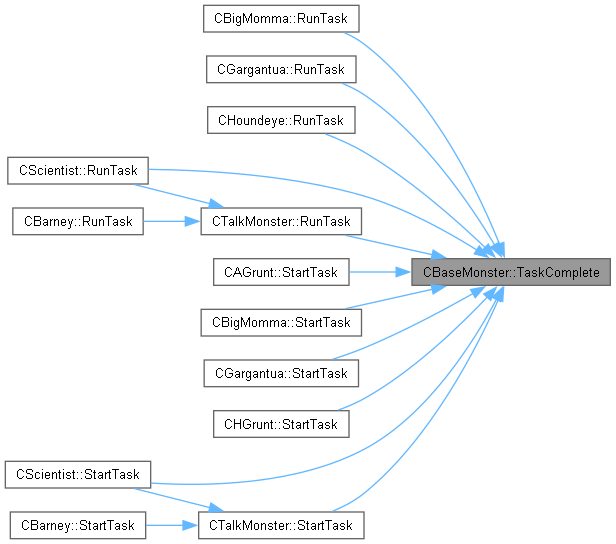 CBigMomma::RunTask
CGargantua::RunTask
CHoundeye::RunTask
CScientist::RunTask
CBarney::RunTask
CTalkMonster::RunTask
CAGrunt::StartTask
CBaseMonster::TaskComplete
CBigMomma::StartTask
CGargantua::StartTask
CHGrunt::StartTask
CScientist::StartTask
CBarney::StartTask
CTalkMonster::StartTask